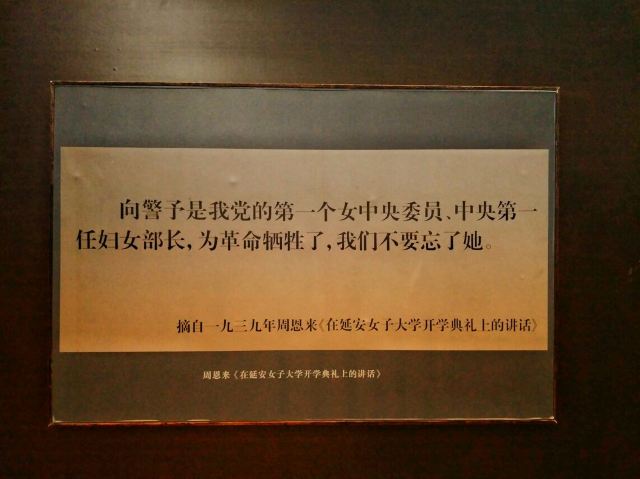 向警予是我党的第一个女中央委员、中央第一
任妇女部长，为革命牺牲了，我们不要忘了她。
摘自一九三九年周恩来《在延安女子大学开学典礼上的讲话》
周恩来《在延安女子大学开学典礼上的讲话》